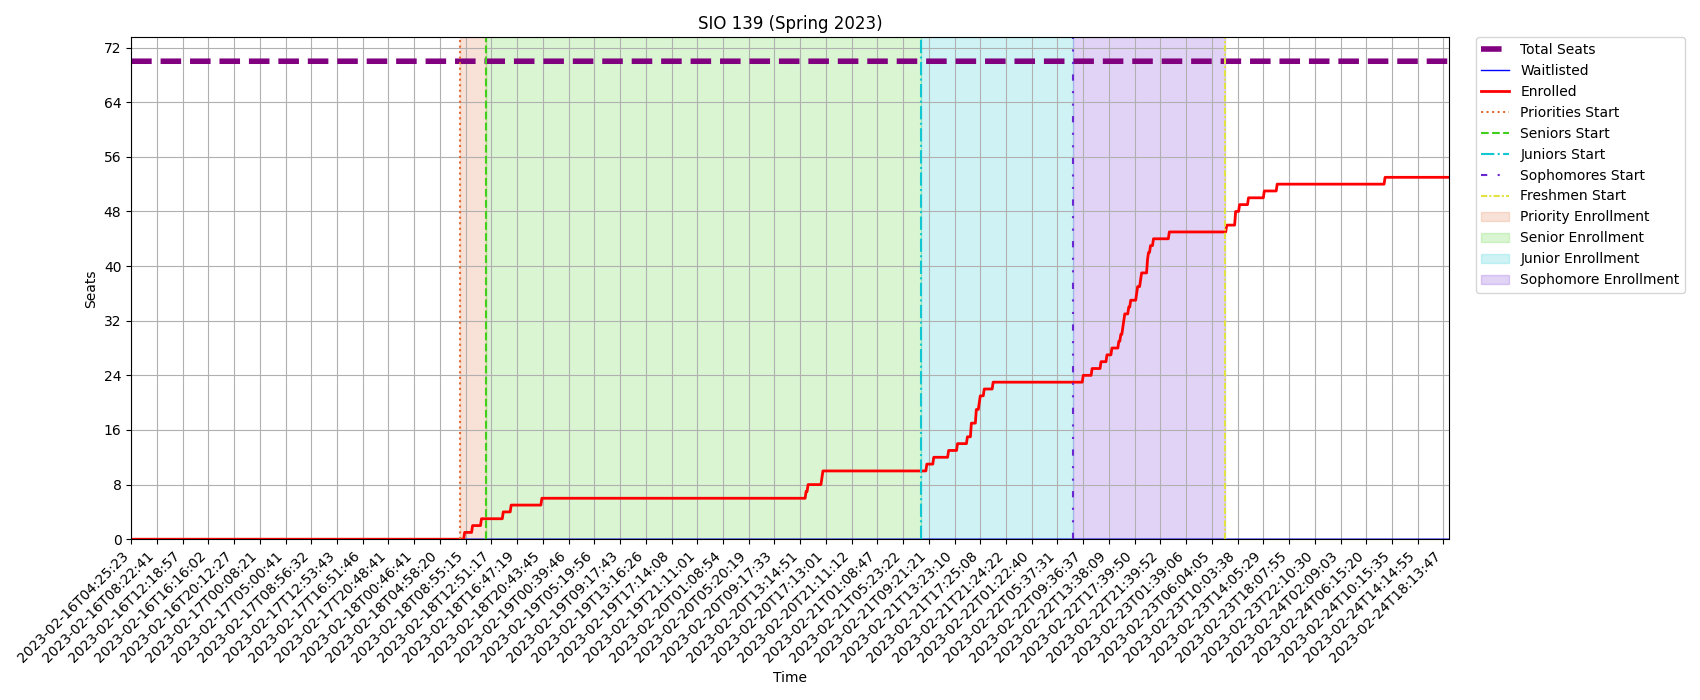 SIO 139 (Spring 2023)
72
64
56
48
40
32
24
16
8
0
Seats
2023-02-16T04:25:23
2023-02-16T08:22:41
2023-02-16T12:18:57
2023-02-16T16:16:02
2023-02-16T20:12:27
2023-02-17T00:08:21
2023-02-17T05:00:41
2023-02-17T08:56:32
2023-02-17T12:53:43
2023-02-17T16:51:46
2023-02-17T20:48:41
2023-02-18T00:46:41
2023-02-18T04:58:20
2023-02-18T08:55:15
2023-02-18T12:51:17
2023-02-18T16:47:19
2023-02-18T20:43:45
2023-02-19T00:39:46
2023-02-19T05:19:56
2023-02-19T09:17:43
2023-02-19T13:16:26
2023-02-19T17:14:08
2023-02-19T21:11:01
2023-02-20T01:08:54
2023-02-20T05:20:19
2023-02-20T09:17:33
2023-02-20T13:14:51
2023-02-20T17:13:01
2023-02-20T21:11:12
2023-02-21T01:08:47
2023-02-21T05:23:22
2023-02-21T09:21:21
2023-02-21T13:23:10
2023-02-21T17:25:08
2023-02-21T21:24:22
2023-02-22T01:22:40
2023-02-22T05:37:31
2023-02-22T09:36:37
2023-02-22T13:38:09
2023-02-22T17:39:50
2023-02-22T21:39:52
2023-02-23T01:39:06
2023-02-23T06:04:05
2023-02-23T10:03:38
2023-02-23T14:05:29
2023-02-23T18:07:55
2023-02-23T22:10:30
2023-02-24T02:09:03
2023-02-24T06:15:20
2023-02-24T10:15:35
2023-02-24T14:14:55
2023-02-24T18:13:47
Time
Total Seats
Waitlisted
Enrolled
Priorities Start
Seniors Start
Juniors Start
Sophomores Start
Freshmen Start
Priority Enrollment
Senior Enrollment
Junior Enrollment
Sophomore Enrollment